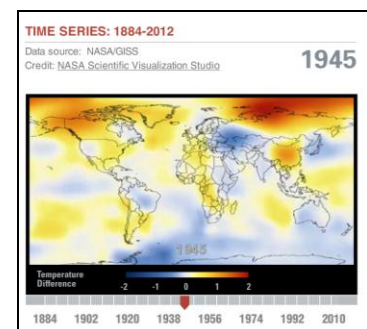 TIME SERIES: 1884-2012
Data source: NASA/GISS
Credit: NASA Scientific Visualization Studio
1945
1945
Temperature
Difference
-2 -1 0 1 2
1884 1902 1920 1938 1956 1974 1992 2010